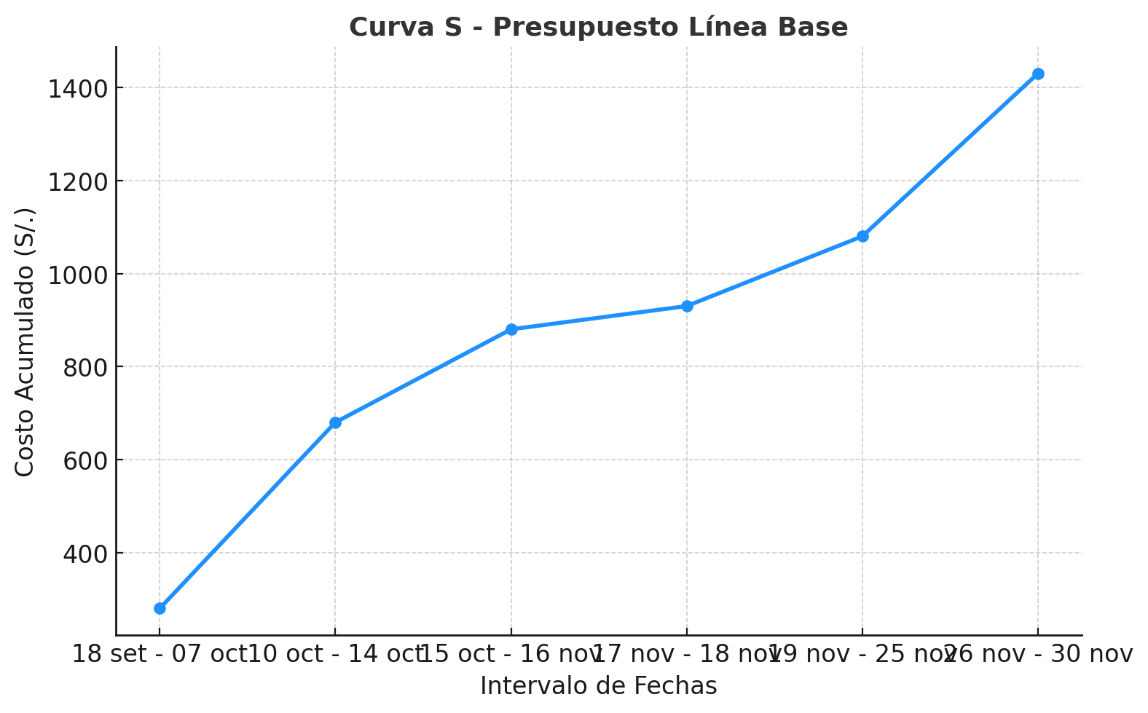 Curva S - Presupuesto Línea Base
Costo Acumulado (S/.)
1400
1200
1000
800
600
400
18 set - 07 oct
10 oct - 14 oct
15 oct - 16 nov
17 nov - 18 nov
19 nov - 25 nov
26 nov - 30 nov
Intervalo de Fechas